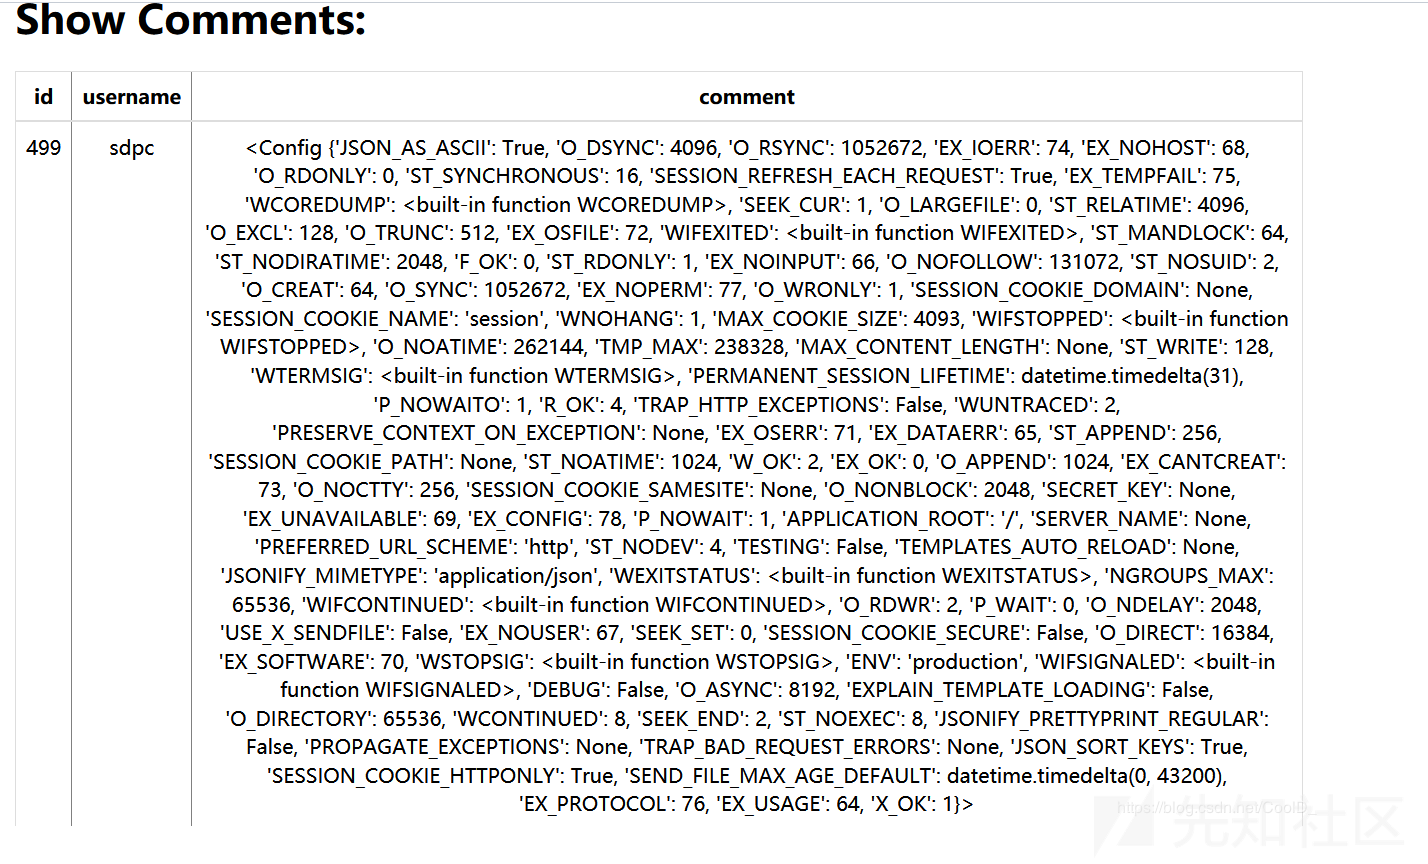 Show Comments:
id username comment
499 sdpc <Config {'JSON_AS_ASCII': True, 'O_DSYNC': 4096, 'O_RSYNC': 1052672, 'EX_IOERR': 74, 'EX_NOHOST': 68,
'O_RDONLY': 0, 'ST_SYNCHRONOUS': 16, 'SESSION_REFRESH_EACH_REQUEST': True, 'EX_TEMPFAIL': 75,
'WCOREDUMP': <built-in function WCOREDUMP>, 'SEEK_CUR': 1, 'O_LARGEFILE': 0, 'ST_RELATIME': 4096,
'O_EXCL': 128, 'O_TRUNC': 512, 'EX_OSFILE': 72, 'WIFEXITED': <built-in function WIFEXITED>, 'ST_MANDLOCK': 64,
'ST_NODIRATIME': 2048, 'F_OK': 0, 'ST_RDONLY': 1, 'EX_NOINPUT': 66, 'O_NOFOLLOW': 131072, 'ST_NOSUID': 2,
'O_CREAT': 64, 'O_SYNC': 1052672, 'EX_NOPERM': 77, 'O_WRONLY': 1, 'SESSION_COOKIE_DOMAIN': None,
'SESSION_COOKIE_NAME': 'session', 'WNOHANG': 1, 'MAX_COOKIE_SIZE': 4093, 'WIFSTOPPED': <built-in function
WIFSTOPPED>, 'O_NOATIME': 262144, 'TMP_MAX': 238328, 'MAX_CONTENT_LENGTH': None, 'ST_WRITE': 128,
'WTERMSIG': <built-in function WTERMSIG>, 'PERMANENT_SESSION_LIFETIME': datetime.timedelta(31),
'P_NOWAITO': 1, 'R_OK': 4, 'TRAP_HTTP_EXCEPTIONS': False, 'WUNTRACED': 2,
'PRESERVE_CONTEXT_ON_EXCEPTION': None, 'EX_OSERR': 71, 'EX_DATAERR': 65, 'ST_APPEND': 256,
'SESSION_COOKIE_PATH': None, 'ST_NOATIME': 1024, 'W_OK': 2, 'EX_OK': 0, 'O_APPEND': 1024, 'EX_CANTCREAT':
73, 'O_NOCTTY': 256, 'SESSION_COOKIE_SAMESITE': None, 'O_NONBLOCK': 2048, 'SECRET_KEY': None,
'EX_UNAVAILABLE': 69, 'EX_CONFIG': 78, 'P_NOWAIT': 1, 'APPLICATION_ROOT': '/', 'SERVER_NAME': None,
'PREFERRED_URL_SCHEME': 'http', 'ST_NODEV': 4, 'TESTING': False, 'TEMPLATES_AUTO_RELOAD': None,
'JSONIFY_MIMETYPE': 'application/json', 'WEXITSTATUS': <built-in function WEXITSTATUS>, 'NGROUPS_MAX':
65536, 'WIFCONTINUED': <built-in function WIFCONTINUED>, 'O_RDWR': 2, 'P_WAIT': 0, 'O_NDELAY': 2048,
'USE_X_SENDFILE': False, 'EX_NOUSER': 67, 'SEEK_SET': 0, 'SESSION_COOKIE_SECURE': False, 'O_DIRECT': 16384,
'EX_SOFTWARE': 70, 'WSTOPSIG': <built-in function WSTOPSIG>, 'ENV': 'production', 'WIFSIGNALED': <built-in
function WIFSIGNALED>, 'DEBUG': False, 'O_ASYNC': 8192, 'EXPLAIN_TEMPLATE_LOADING': False,
'O_DIRECTORY': 65536, 'WCONTINUED': 8, 'SEEK_END': 2, 'ST_NOEXEC': 8, 'JSONIFY_PRETTYPRINT_REGULAR':
False, 'PROPAGATE_EXCEPTIONS': None, 'TRAP_BAD_REQUEST_ERRORS': None, 'JSON_SORT_KEYS': True,
'SESSION_COOKIE_HTTPONLY': True, 'SEND_FILE_MAX_AGE_DEFAULT': datetime.timedelta(0, 43200),
'EX_PROTOCOL': 76, 'EX_USAGE': 64, 'X_OK': 1}>
先知社区